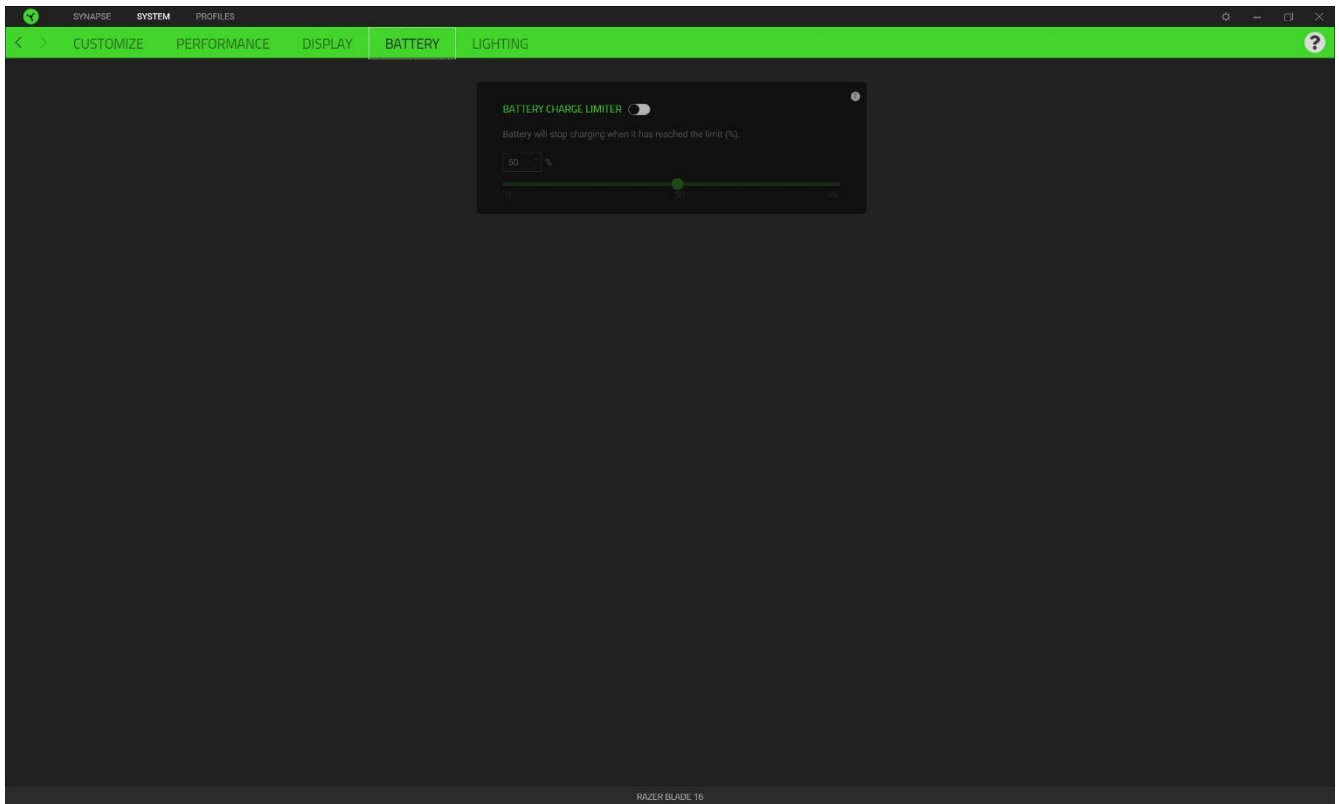 SYNAPSE SYSTEM PROFILES
CUSTOMIZE PERFORMANCE DISPLAY BATTERY LIGHTING ?
BATTERY CHARGE LIMITER
Battery will stop charging when it has reached the limit (%).
50 %
RAZER BLADE 16